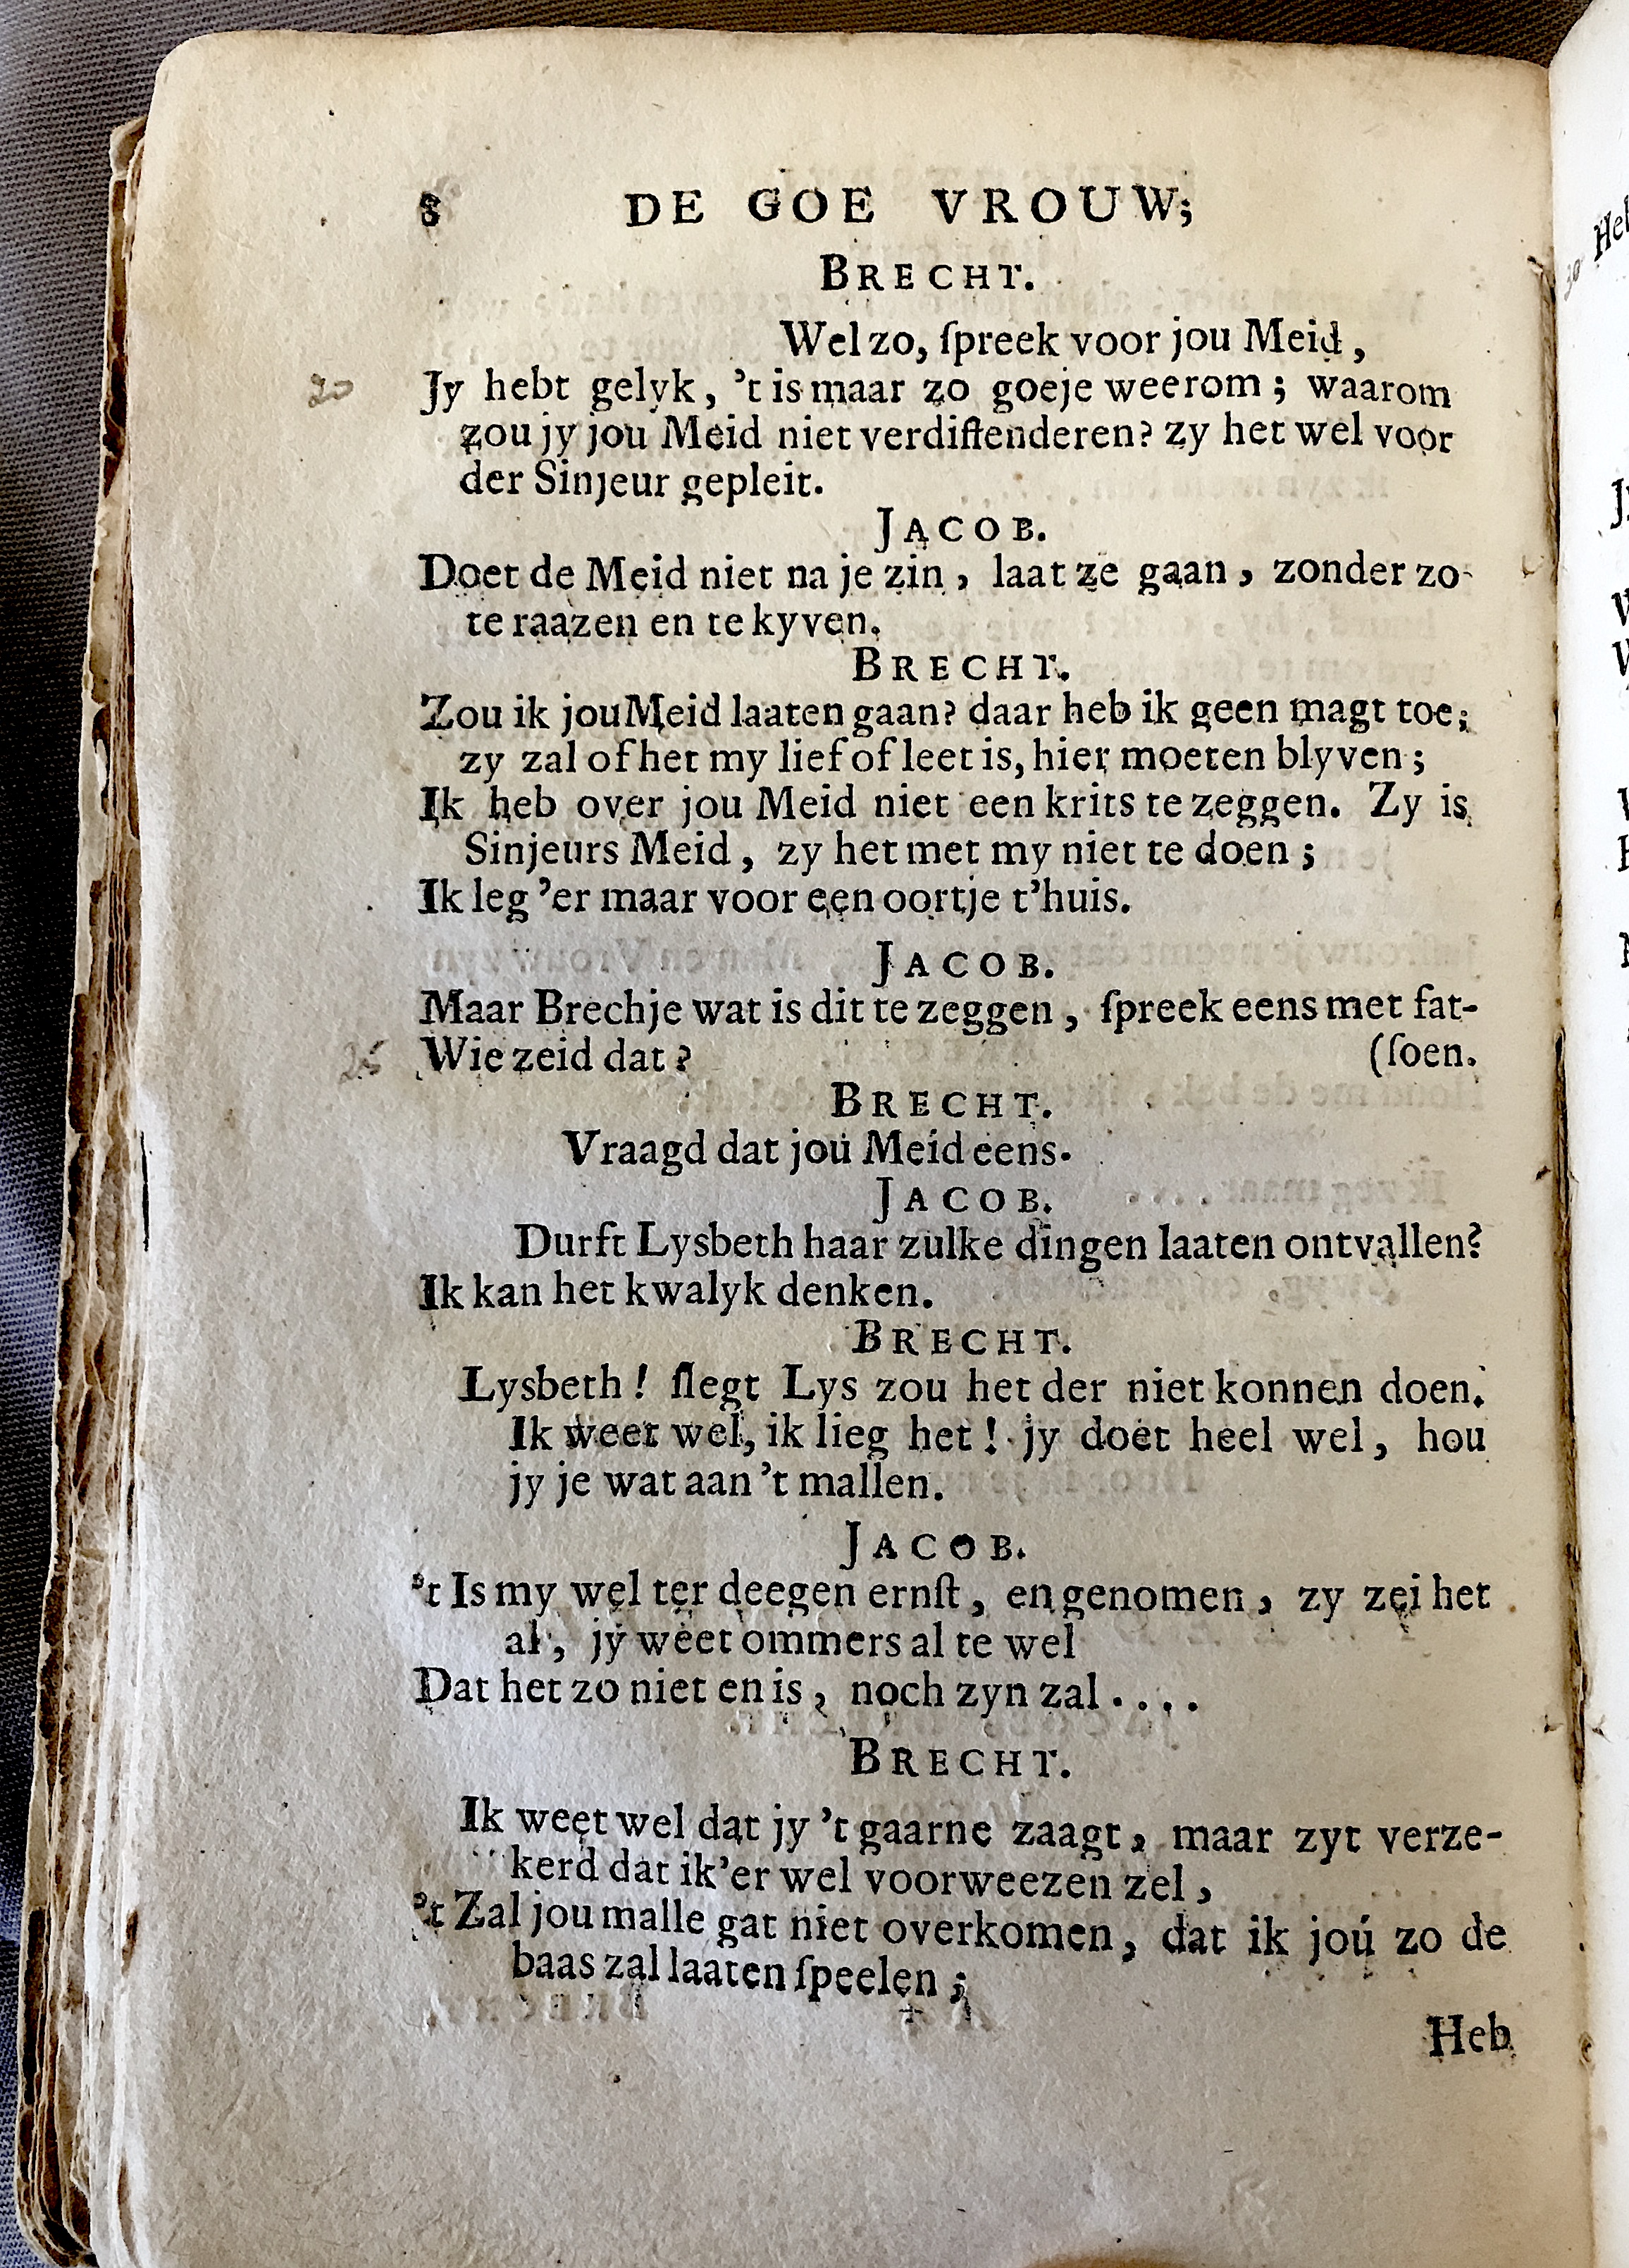 8 DE GOE VROUW;
BRECHT.
Wel zo, ſpreek voor jou Meid,
20 Jy hebt gelyk, 't is maar zo goeje weerom; waarom
zou jy jou Meid niet verdiſtenderen? zy het wel voor
der Sinjeur gepleit.
JACOB.
Doet de Meid niet na je zin, laat ze gaan, zonder zo
te raazen en te kyven.
BRECHT.
Zou ik jou Meid laaten gaan? daar heb ik geen magt toe;
zy zal of het my lief of leet is, hier moeten blyven;
Ik heb over jou Meid niet een krits te zeggen. Zy is
Sinjeurs Meid, zy het met my niet te doen;
Ik leg 'er maar voor een oortje t'huis.
JACOB.
Maar Brechje wat is dit te zeggen, ſpreek eens met fat-
25 Wie zeid dat? (ſoen.
BRECHT.
Vraagd dat jou Meid eens.
JACOB.
Durft Lysbeth haar zulke dingen laaten ontvallen?
Ik kan het kwalyk denken.
BRECHT.
Lysbeth! ſlegt Lys zou het der niet konnen doen.
Ik weet wel, ik lieg het! jy doet heel wel, hou
jy je wat aan 't mallen.
JACOB.
't Is my wel ter deegen ernſt, en genomen, zy zei het
al, jy weet ommers al te wel
Dat het zo niet en is, noch zyn zal....
BRECHT.
Ik weet wel dat jy 't gaarne zaagt, maar zyt verze-
kerd dat ik 'er wel voor weezen zel,
't Zal jou malle gat niet overkomen, dat ik jou zo de
baas zal laaten ſpeelen;
Heb